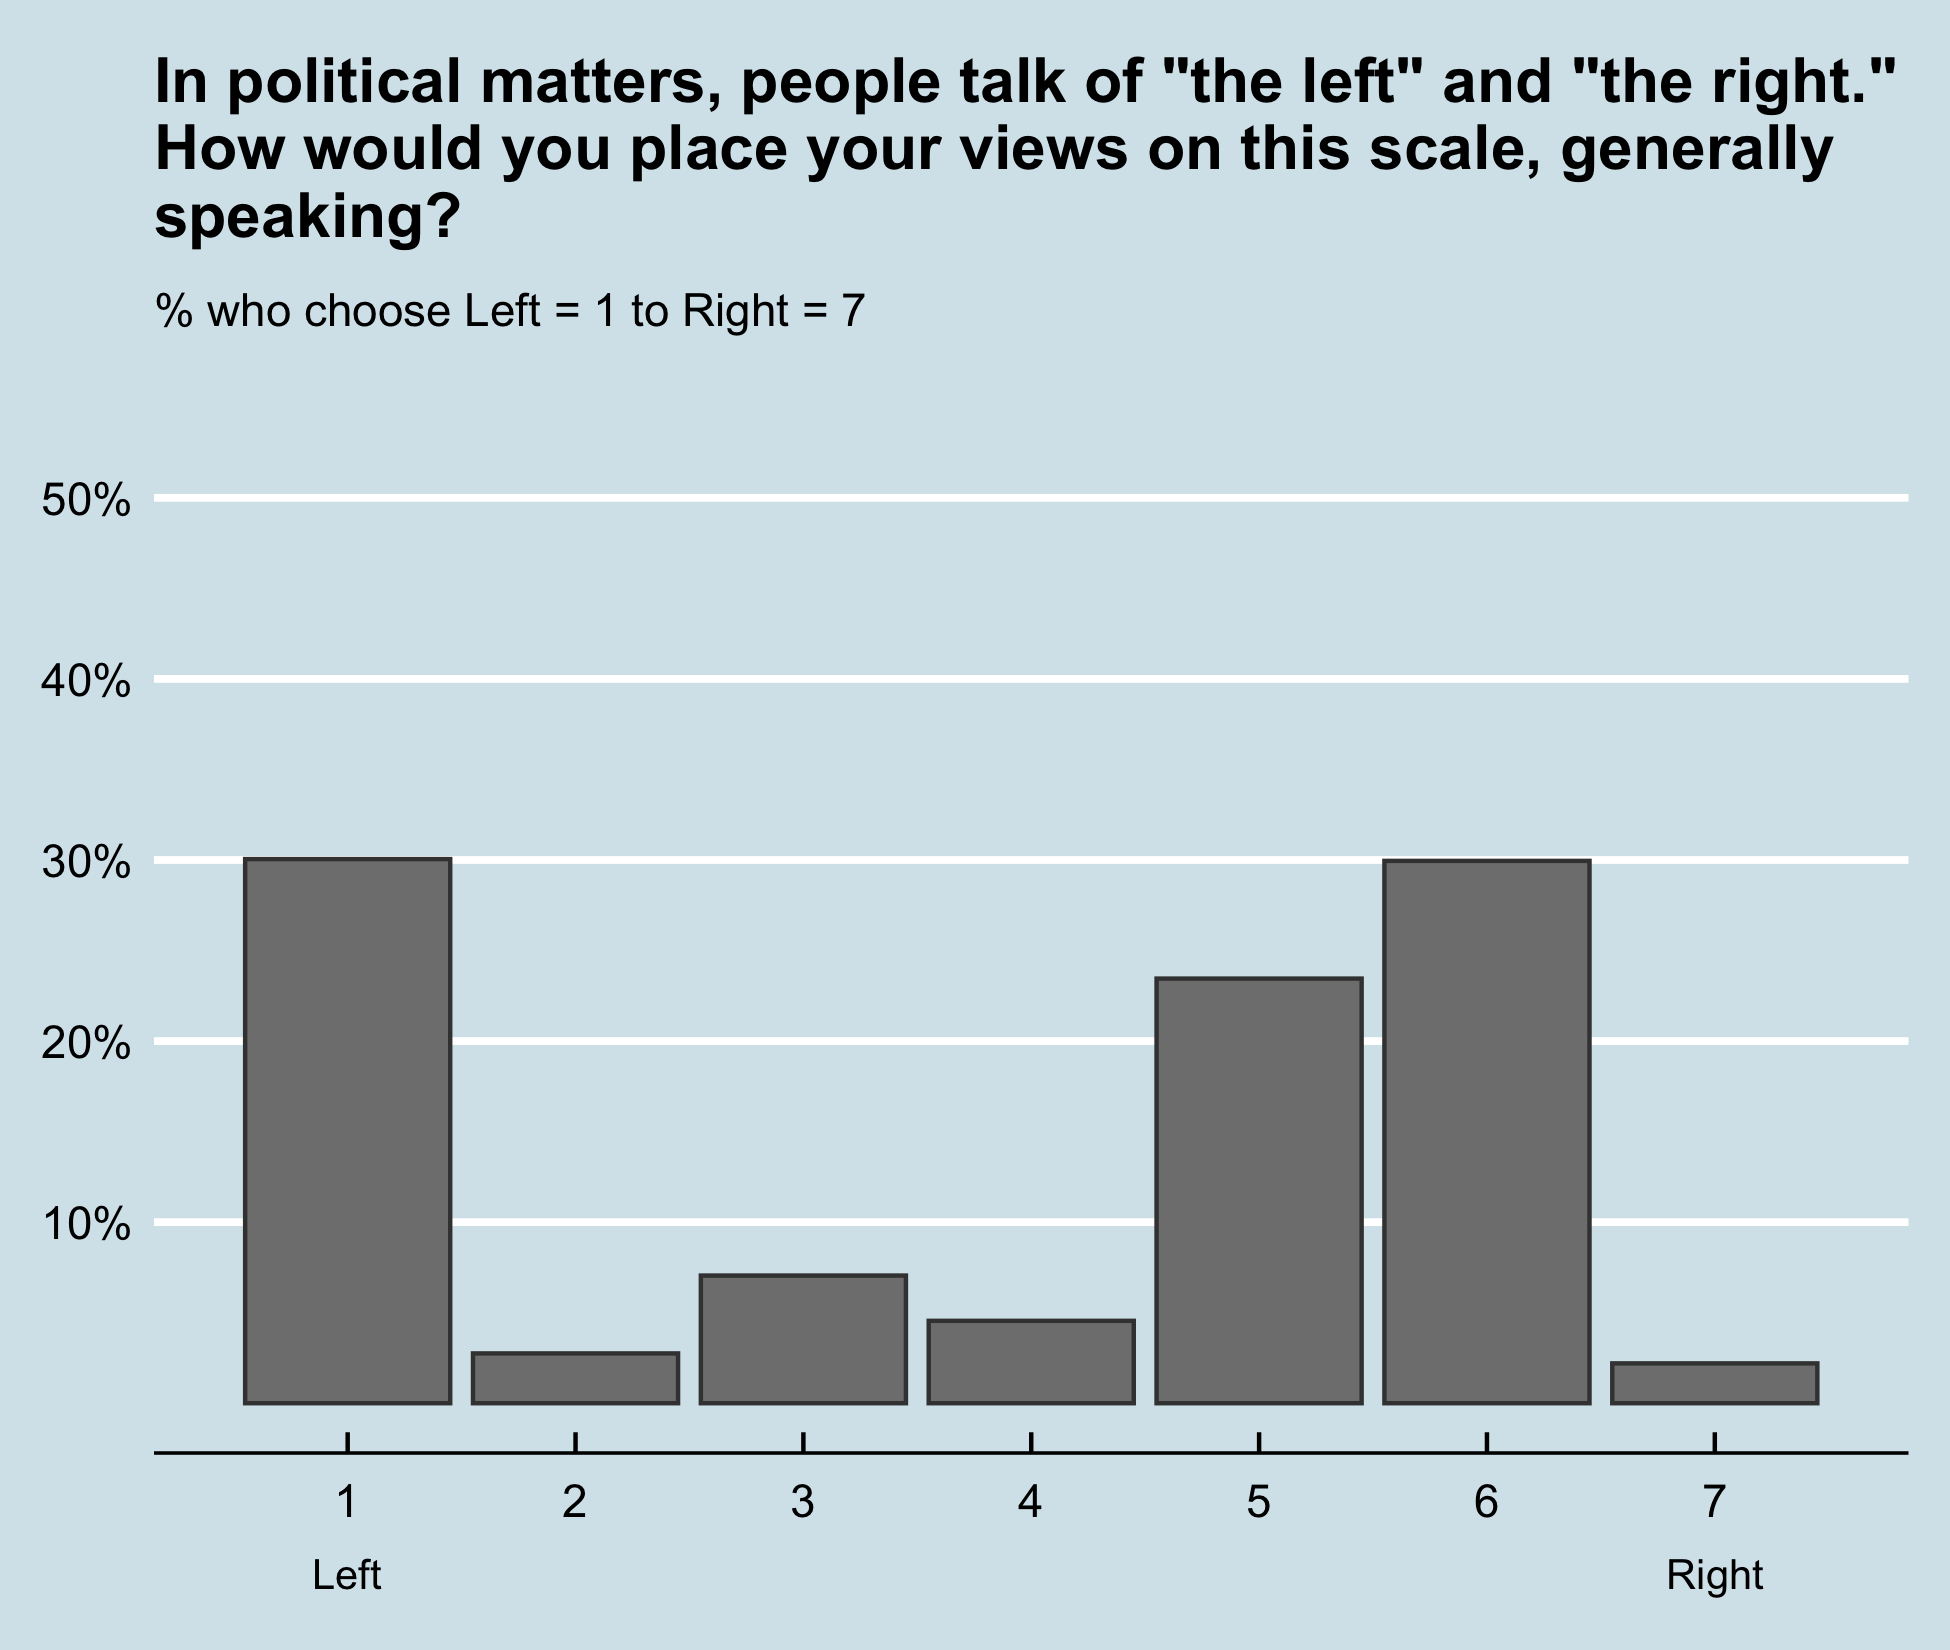 In political matters, people talk of "the left" and "the right."
How would you place your views on this scale, generally
speaking?
% who choose Left = 1 to Right = 7
50%
40%
30%
20%
10%
1 2 3 4 5 6 7
Left Right